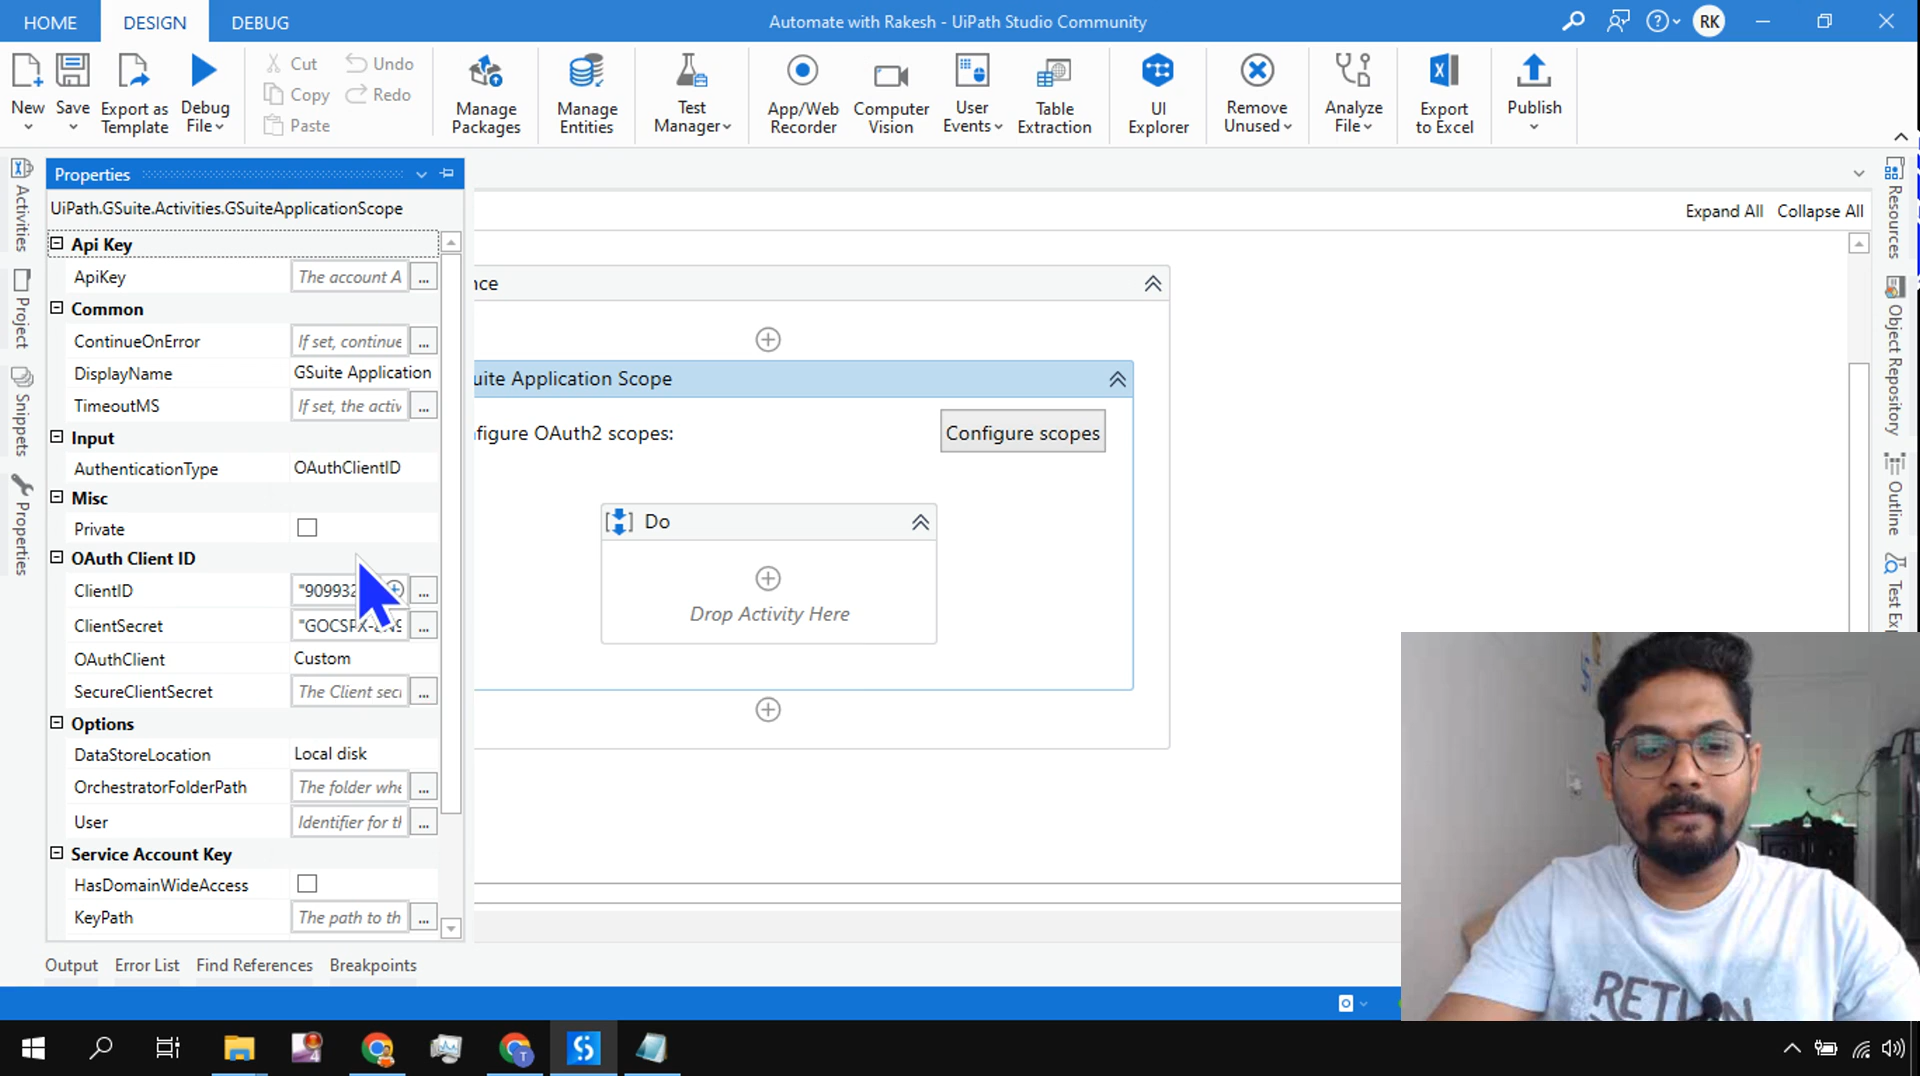 HOME DESIGN DEBUG Automate with Rakesh - UiPath Studio Community RK
New Save Export as Template Debug File Cut Copy Paste Undo Redo Manage Packages Manage Entities Test Manager App/Web Recorder Computer Vision User Events Table Extraction UI Explorer Remove Unused Analyze File Export to Excel Publish
Properties
UiPath.GSuite.Activities.GSuiteApplicationScope
Expand All Collapse All
Api Key
ApiKey The account A ...
Common
ContinueOnError If set, continue ...
DisplayName GSuite Application
TimeoutMS If set, the activ ...
Input
AuthenticationType OAuthClientID
Misc
Private
OAuth Client ID
ClientID "90993 ...
ClientSecret "GOCSPX- ...
OAuthClient Custom
SecureClientSecret The Client secr ...
Options
DataStoreLocation Local disk
OrchestratorFolderPath The folder whe ...
User Identifier for th ...
Service Account Key
HasDomainWideAccess
KeyPath The path to th ...
nce
uite Application Scope
figure OAuth2 scopes: Configure scopes
Do
Drop Activity Here
Activities
Project
Snippets
Properties
Resources
Object Repository
Outline
Test Ex
Output Error List Find References Breakpoints
4
T